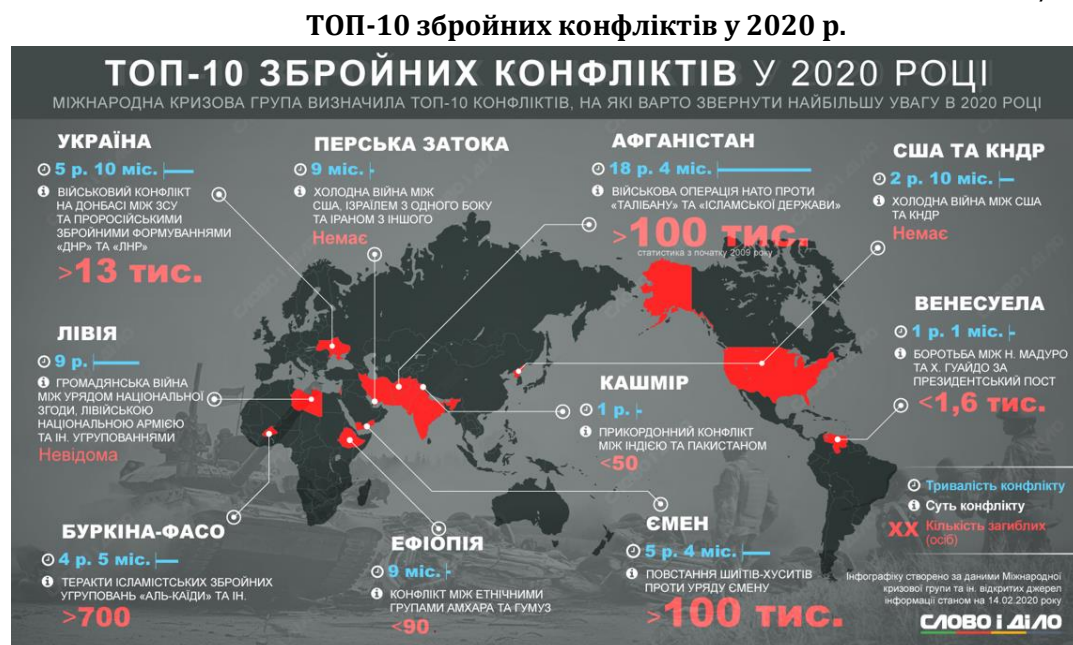 ТОП-10 збройних конфліктів у 2020 р.
ТОП-10 ЗБРОЙНИХ КОНФЛІКТІВ У 2020 РОЦІ
МІЖНАРОДНА КРИЗОВА ГРУПА ВИЗНАЧИЛА ТОП-10 КОНФЛІКТІВ, НА ЯКІ ВАРТО ЗВЕРНУТИ НАЙБІЛЬШУ УВАГУ В 2020 РОЦІ
УКРАЇНА
5 р. 10 міс.
ВІЙСЬКОВИЙ КОНФЛІКТ
НА ДОНБАСІ МІЖ ЗСУ
ТА ПРОРОСІЙСЬКИМИ
ЗБРОЙНИМИ ФОРМУВАННЯМИ
«ДНР» ТА «ЛНР»
>13 тис.
ПЕРСЬКА ЗАТОКА
9 міс.
ХОЛОДНА ВІЙНА МІЖ
США, ІЗРАЇЛЕМ З ОДНОГО БОКУ
ТА ІРАНОМ З ІНШОГО
Немає
АФГАНІСТАН
18 р. 4 міс.
ВІЙСЬКОВА ОПЕРАЦІЯ НАТО ПРОТИ
«ТАЛІБАНУ» ТА «ІСЛАМСЬКОЇ ДЕРЖАВИ»
>100 тис.
статистика з початку 2009 року
США ТА КНДР
2 р. 10 міс.
ХОЛОДНА ВІЙНА МІЖ США
ТА КНДР
Немає
ЛІВІЯ
9 р.
ГРОМАДЯНСЬКА ВІЙНА
МІЖ УРЯДОМ НАЦІОНАЛЬНОЇ
ЗГОДИ, ЛІВІЙСЬКОЮ
НАЦІОНАЛЬНОЮ АРМІЄЮ
ТА ІН. УГРУПОВАННЯМИ
Невідома
КАШМІР
1 р.
ПРИКОРДОННИЙ КОНФЛІКТ
МІЖ ІНДІЄЮ ТА ПАКИСТАНОМ
<50
ВЕНЕСУЕЛА
1 р. 1 міс.
БОРОТЬБА МІЖ Н. МАДУРО
ТА Х. ГУАЙДО ЗА
ПРЕЗИДЕНТСЬКИЙ ПОСТ
<1,6 тис.
БУРКІНА-ФАСО
4 р. 5 міс.
ТЕРАКТИ ІСЛАМІСТСЬКИХ ЗБРОЙНИХ
УГРУПОВАНЬ «АЛЬ-КАЇДИ» ТА ІН.
>700
ЕФІОПІЯ
9 міс.
КОНФЛІКТ МІЖ ЕТНІЧНИМИ
ГРУПАМИ АМХАРА ТА ГУМУЗ
<90
ЄМЕН
5 р. 4 міс.
ПОВСТАННЯ ШИЇТІВ-ХУСИТІВ
ПРОТИ УРЯДУ ЄМЕНУ
>100 тис.
Тривалість конфлікту
Суть конфлікту
XX Кількість загиблих
(осіб)
Інфографіку створено за даними Міжнародної
кризової групи та ін. відкритих джерел
інформації станом на 14.02.2020 року
СЛОВО І ДІЛО